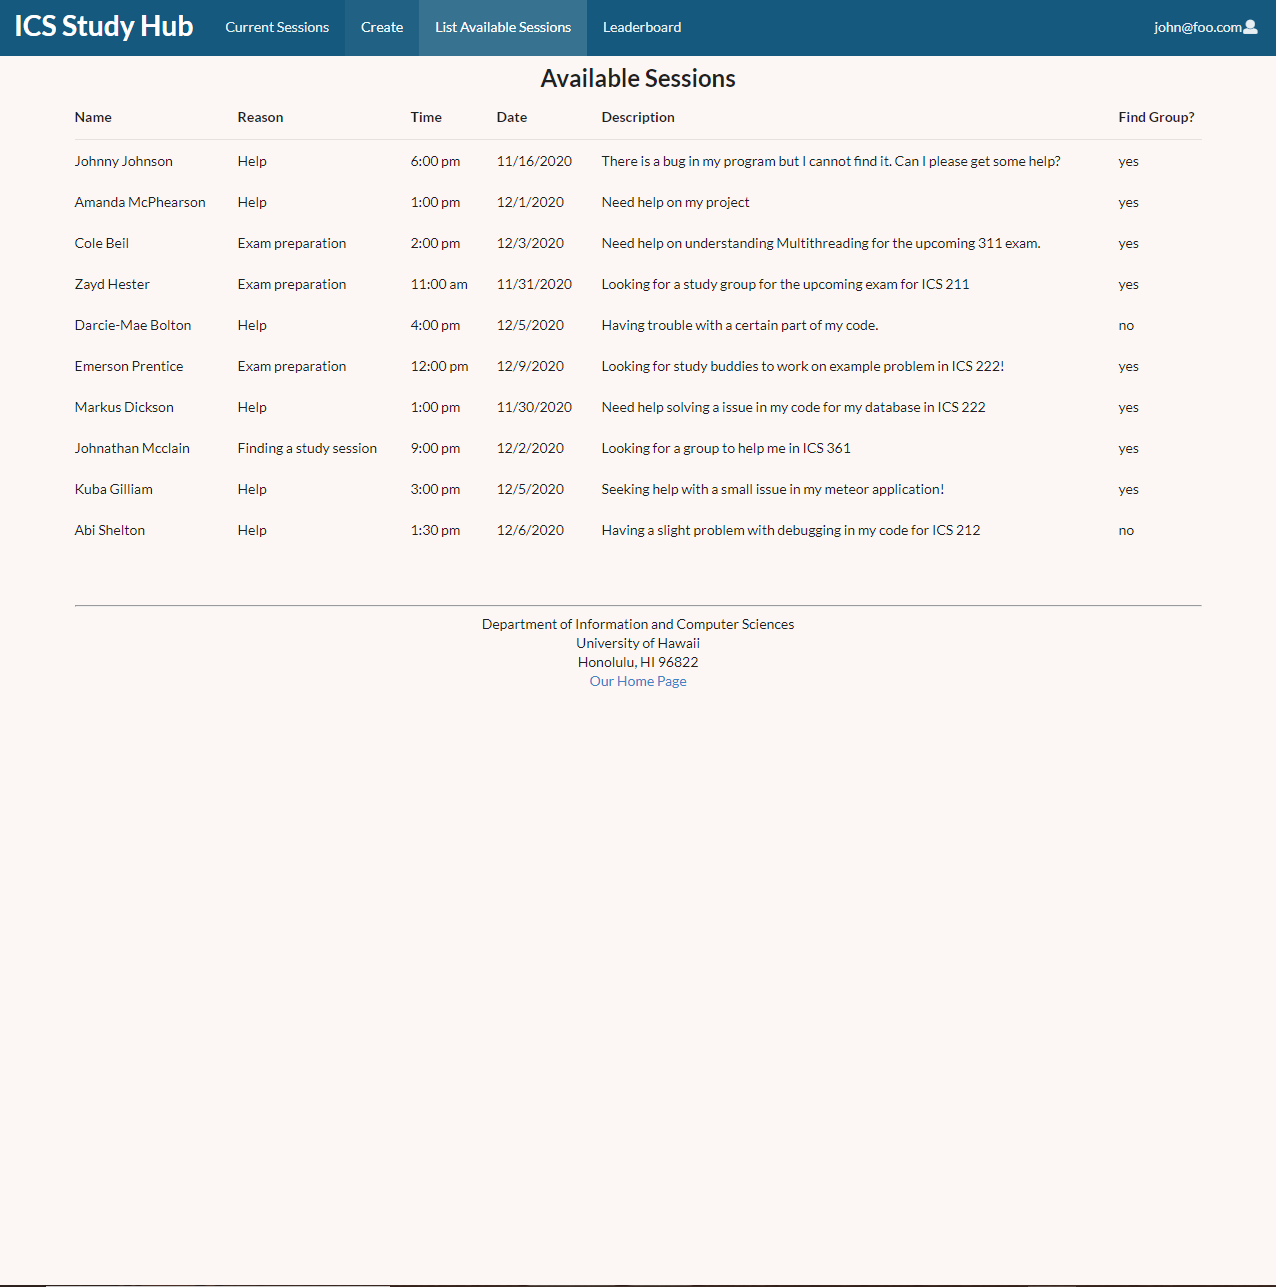 ICS Study Hub Current Sessions Create List Available Sessions Leaderboard john@foo.com
Available Sessions
Name Reason Time Date Description Find Group?
Johnny Johnson Help 6:00 pm 11/16/2020 There is a bug in my program but I cannot find it. Can I please get some help? yes
Amanda McPhearson Help 1:00 pm 12/1/2020 Need help on my project yes
Cole Beil Exam preparation 2:00 pm 12/3/2020 Need help on understanding Multithreading for the upcoming 311 exam. yes
Zayd Hester Exam preparation 11:00 am 11/31/2020 Looking for a study group for the upcoming exam for ICS 211 yes
Darcie-Mae Bolton Help 4:00 pm 12/5/2020 Having trouble with a certain part of my code. no
Emerson Prentice Exam preparation 12:00 pm 12/9/2020 Looking for study buddies to work on example problem in ICS 222! yes
Markus Dickson Help 1:00 pm 11/30/2020 Need help solving a issue in my code for my database in ICS 222 yes
Johnathan Mcclain Finding a study session 9:00 pm 12/2/2020 Looking for a group to help me in ICS 361 yes
Kuba Gilliam Help 3:00 pm 12/5/2020 Seeking help with a small issue in my meteor application! yes
Abi Shelton Help 1:30 pm 12/6/2020 Having a slight problem with debugging in my code for ICS 212 no
Department of Information and Computer Sciences
University of Hawaii
Honolulu, HI 96822
Our Home Page